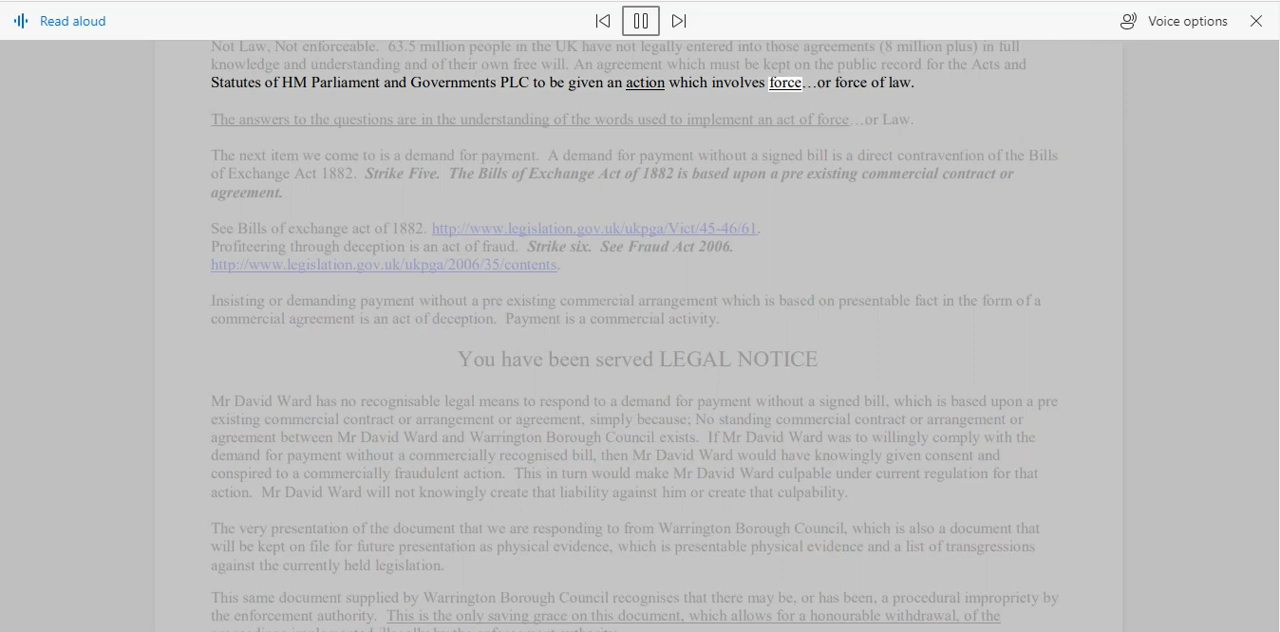 Read aloud
Voice options
Not Law, Not enforceable. 63.5 million people in the UK have not legally entered into those agreements (8 million plus) in full
knowledge and understanding and of their own free will. An agreement which must be kept on the public record for the Acts and
Statutes of HM Parliament and Governments PLC to be given an action which involves force…or force of law.
The answers to the questions are in the understanding of the words used to implement an act of force…or Law.
The next item we come to is a demand for payment. A demand for payment without a signed bill is a direct contravention of the Bills
of Exchange Act 1882. Strike Five. The Bills of Exchange Act of 1882 is based upon a pre existing commercial contract or
agreement.
See Bills of exchange act of 1882. http://www.legislation.gov.uk/ukpga/Vict/45-46/61.
Profiteering through deception is an act of fraud. Strike six. See Fraud Act 2006.
http://www.legislation.gov.uk/ukpga/2006/35/contents.
Insisting or demanding payment without a pre existing commercial arrangement which is based on presentable fact in the form of a
commercial agreement is an act of deception. Payment is a commercial activity.
You have been served LEGAL NOTICE
Mr David Ward has no recognisable legal means to respond to a demand for payment without a signed bill, which is based upon a pre
existing commercial contract or arrangement or agreement, simply because; No standing commercial contract or arrangement or
agreement between Mr David Ward and Warrington Borough Council exists. If Mr David Ward was to willingly comply with the
demand for payment without a commercially recognised bill, then Mr David Ward would have knowingly given consent and
conspired to a commercially fraudulent action. This in turn would make Mr David Ward culpable under current regulation for that
action. Mr David Ward will not knowingly create that liability against him or create that culpability.
The very presentation of the document that we are responding to from Warrington Borough Council, which is also a document that
will be kept on file for future presentation as physical evidence, which is presentable physical evidence and a list of transgressions
against the currently held legislation.
This same document supplied by Warrington Borough Council recognises that there may be, or has been, a procedural impropriety by
the enforcement authority. This is the only saving grace on this document, which allows for a honourable withdrawal, of the